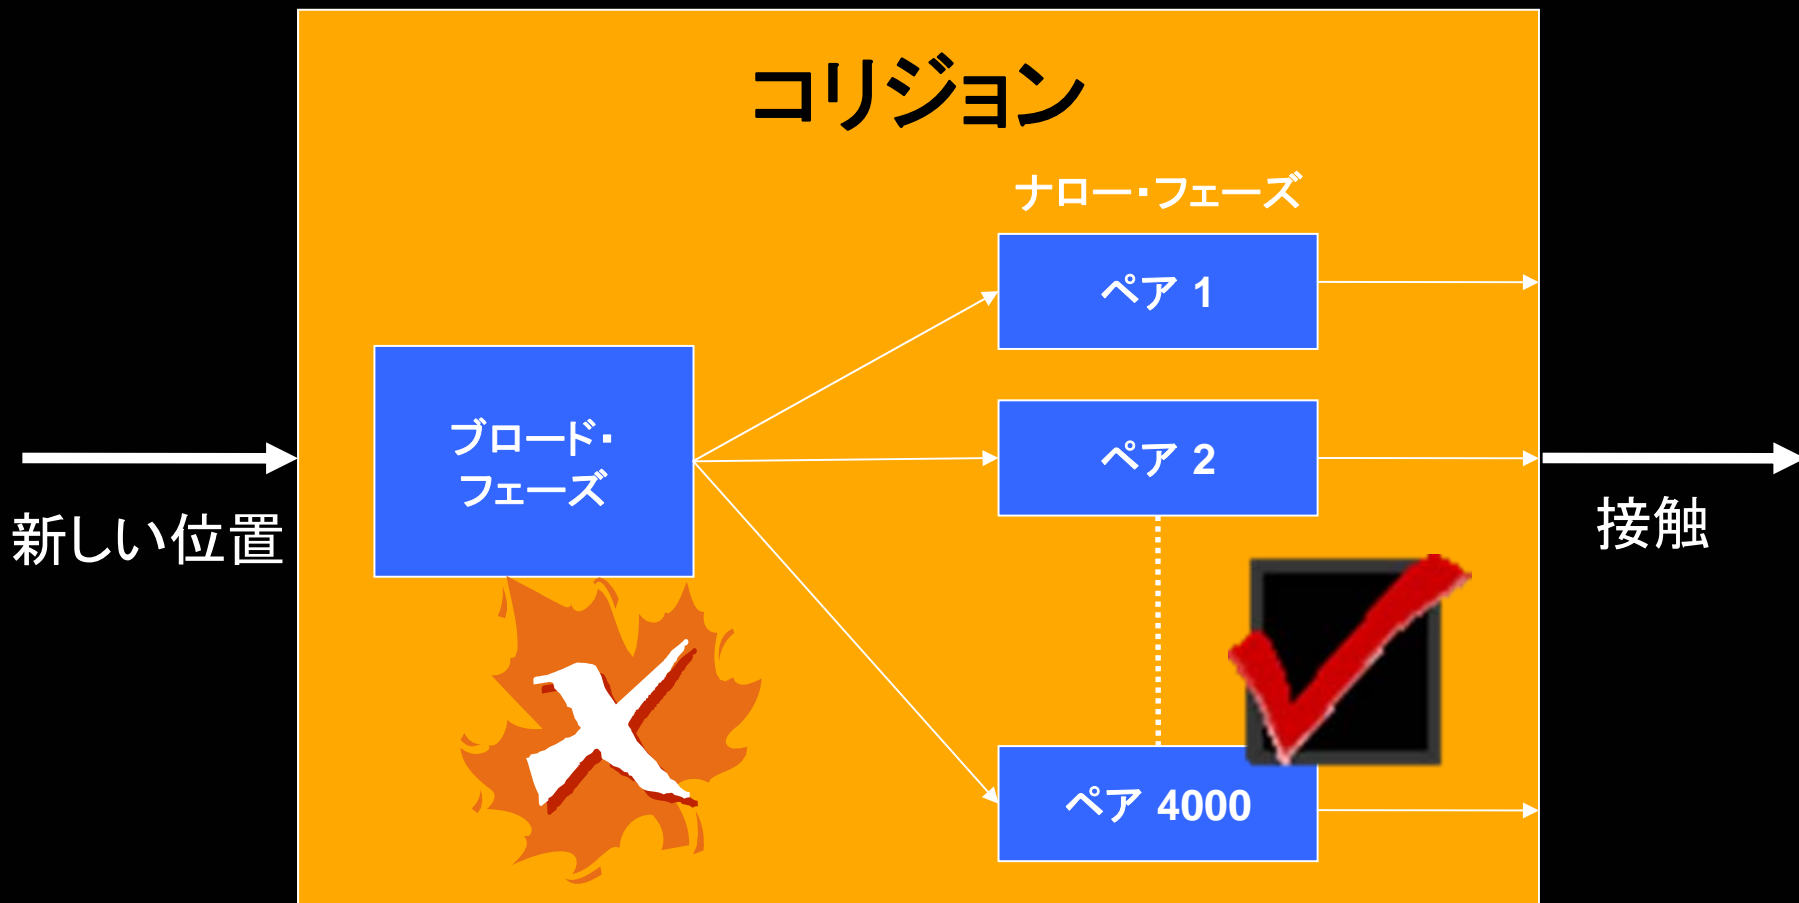 コリジョン
ナロー・フェーズ
ペア 1
ブロード・
フェーズ
ペア 2
新しい位置
接触
ペア 4000